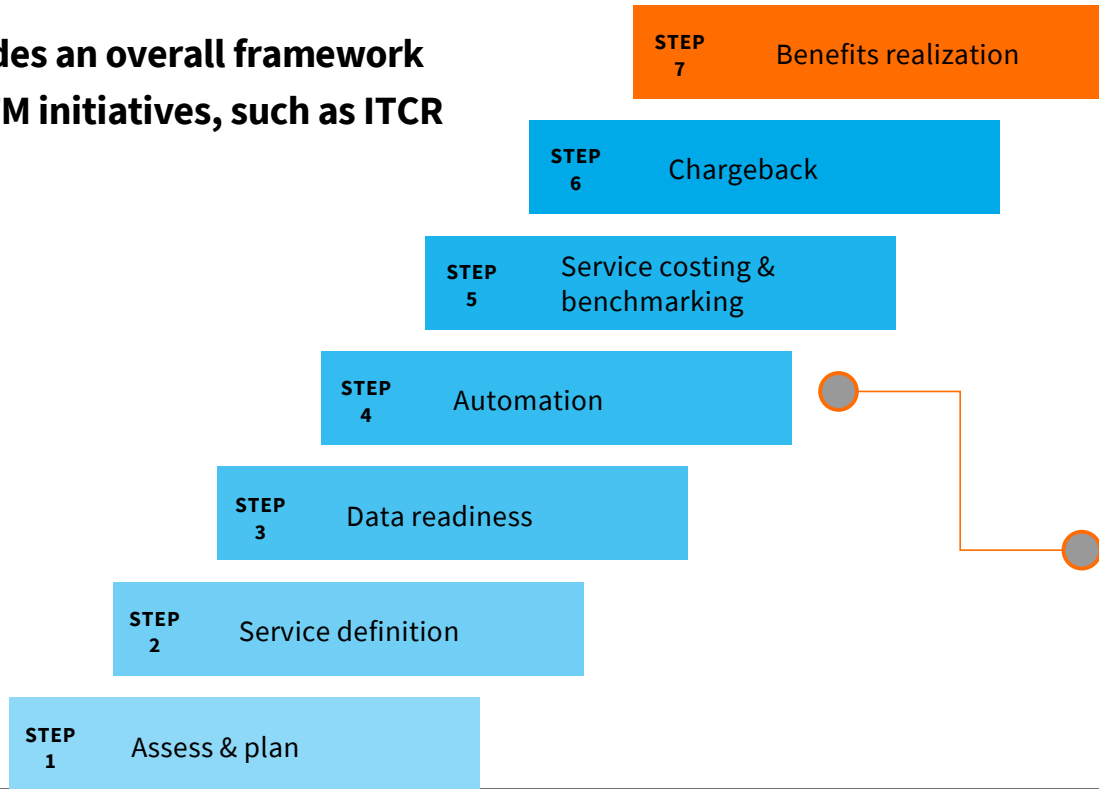 des an overall framework
M initiatives, such as ITCR
STEP
7
Benefits realization
STEP
6
Chargeback
STEP
5
Service costing &
benchmarking
STEP
4
Automation
STEP
3
Data readiness
STEP
2
Service definition
STEP
1
Assess & plan